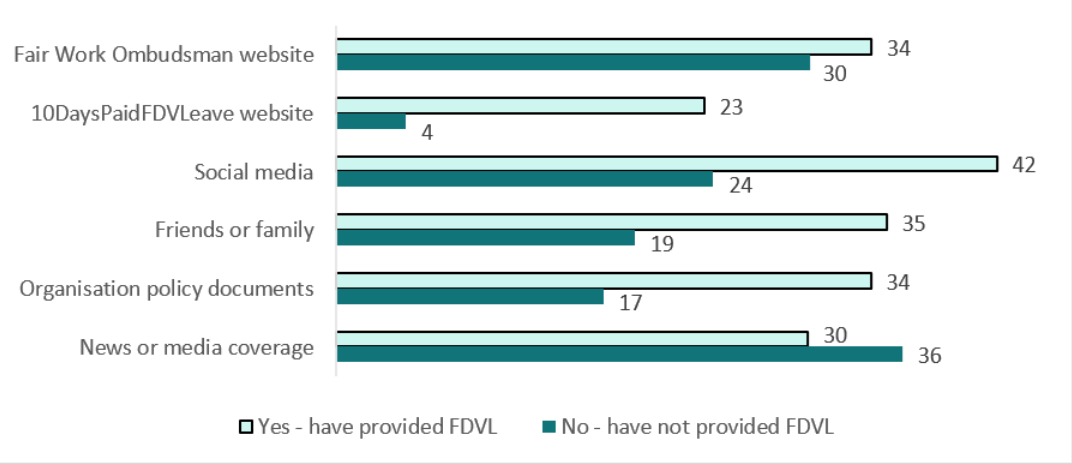 Fair Work Ombudsman website
34
30
10DaysPaidFDVLeave website
23
4
Social media
42
24
Friends or family
35
19
Organisation policy documents
34
17
News or media coverage
30
36
Yes - have provided FDVL
No - have not provided FDVL